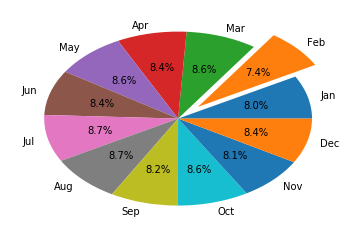 Jan
8.0%
Feb
7.4%
Mar
8.6%
Apr
8.4%
May
8.6%
Jun
8.4%
Jul
8.7%
Aug
8.7%
Sep
8.2%
Oct
8.6%
Nov
8.1%
Dec
8.4%